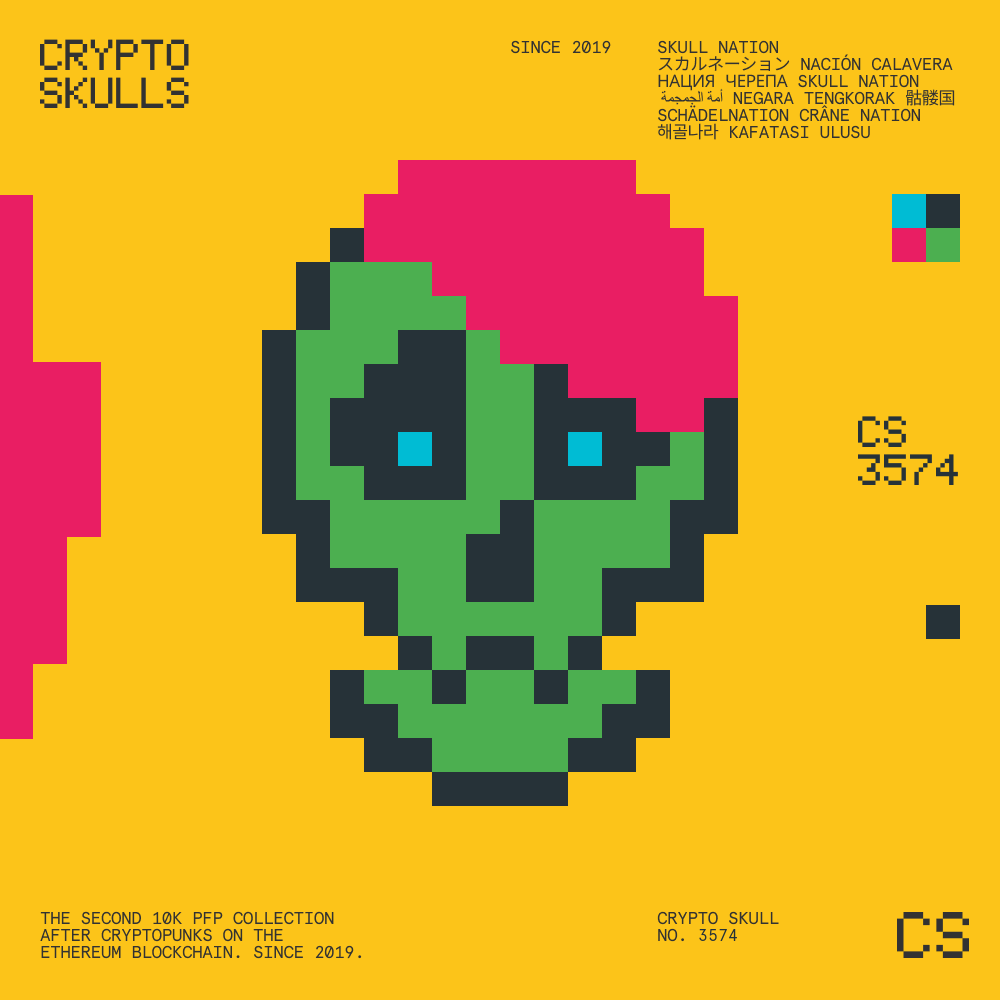 CRYPTO
SKULLS
SINCE 2019
SKULL NATION
スカルネーション NACIÓN CALAVERA
НАЦИЯ ЧЕРЕПА SKULL NATION
أمة الجمجمة NEGARA TENGKORAK 骷髅国
SCHÄDELNATION CRÂNE NATION
해골나라 KAFATASI ULUSU
CS
3574
THE SECOND 10K PFP COLLECTION
AFTER CRYPTOPUNKS ON THE
ETHEREUM BLOCKCHAIN. SINCE 2019.
CRYPTO SKULL
NO. 3574
CS